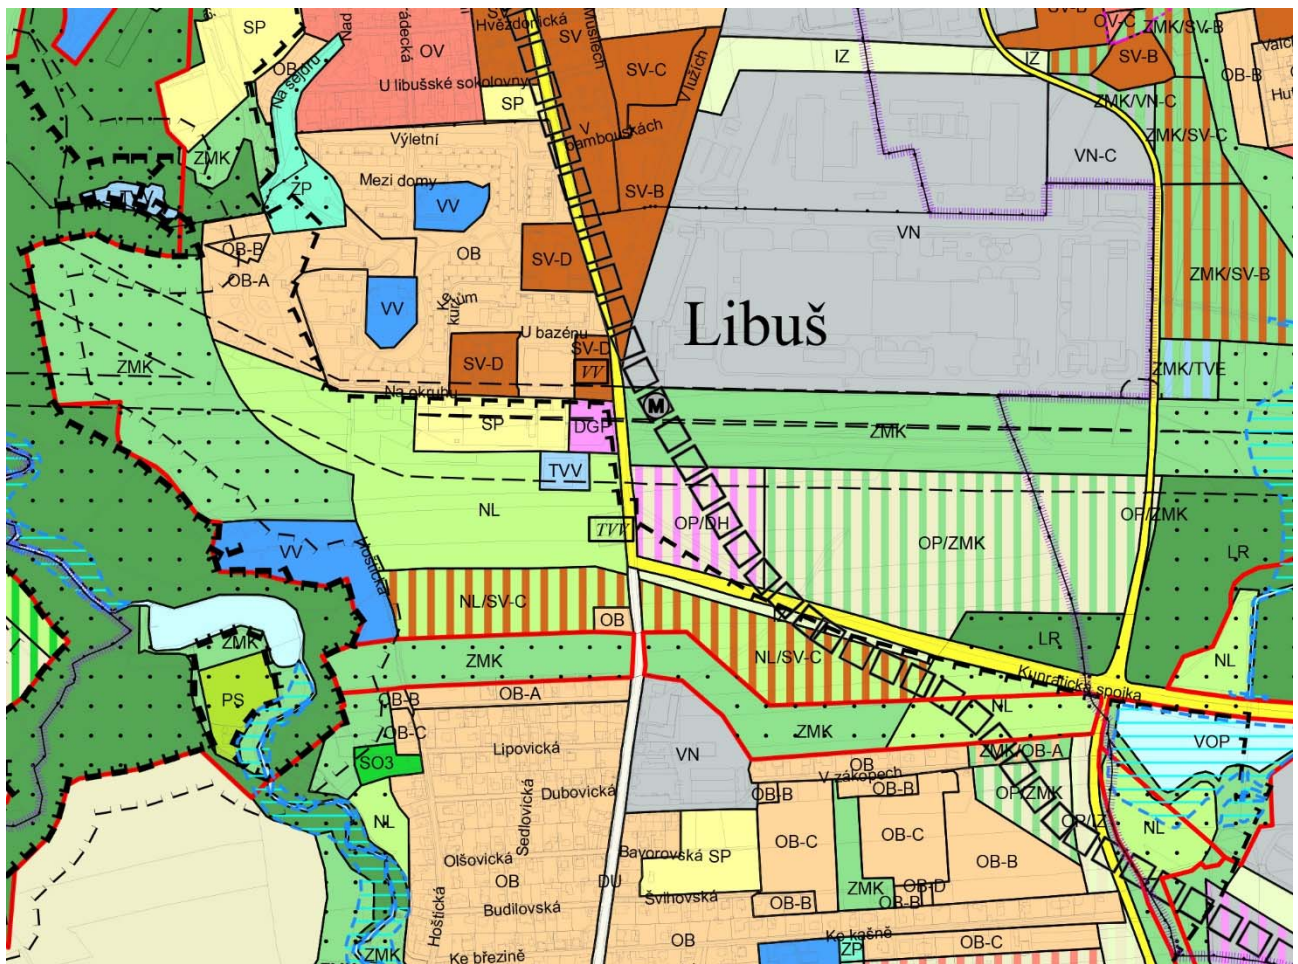 SP
OB
Na šejdru
OV
U libušské sokolovny
Hvězdonická
SV
SP
SV-C
V lužích
IZ
IZ
OV-C
ZMK/SV-B
SV-B
OB-B
ZMK/VN-C
ZMK/SV-C
VN-C
Výletní
V
bambouskách
ZMK
Mezi domy
ZP
VV
SV-B
VN
OB-B
OB
OB-A
SV-D
ZMK/SV-B
VV
Ke
kurům
Libuš
U bazénu
SV-D
SV-D
VV
ZMK/TVE
ZMK
Na okruhu
M
SP
DGP
ZMK
TVV
NL
OP/DH
OP/ZMK
TVV
OP/ZMK
LR
VV
Hoštická
NL/SV-C
OB
LR
ZMK
ZMK
NL/SV-C
NL
Kunratická spojka
PS
OB-B
OB-A
NL
OB-C
ZMK
VOP
Lipovická
VN
ZMK/OB-A
SO3
OB
V zákopech
Dubovická
OB-B
OB-B
OP/ZMK
NL
Sedlovická
OP/IZ
NL
OB-C
OB-C
Bavorovská
SP
Olšovická
OB-B
OB
DU
ZMK
OB-D
Švihovská
OB-B
OB-B
Budilovská
Hoštická
OB
Ke kašně
OB-C
ZMK
Ke březině
ZP